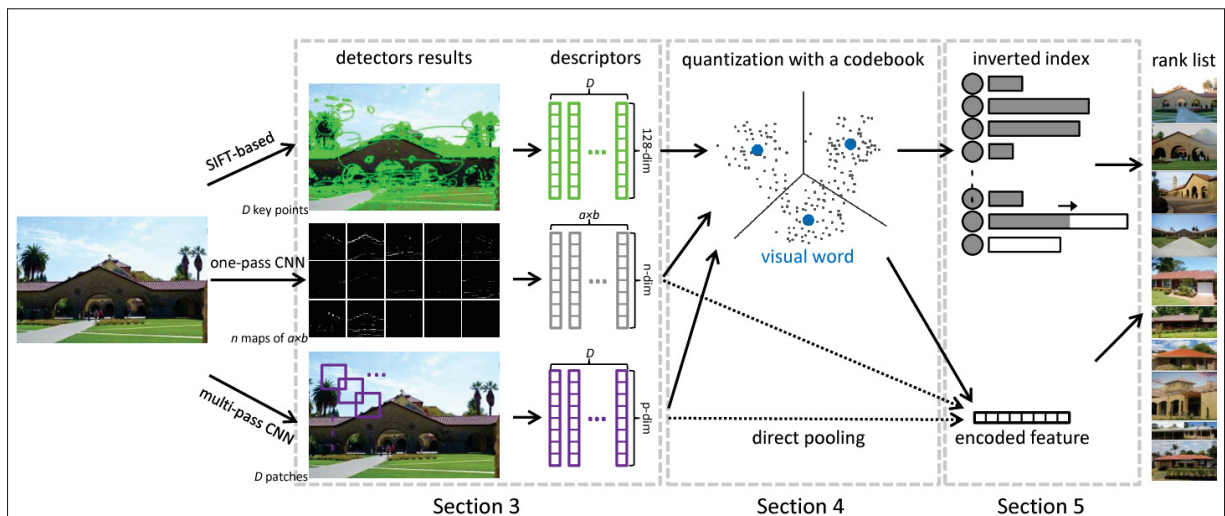 detectors results
descriptors
quantization with a codebook
inverted index
rank list
SIFT-based
D
128-dim
D key points
visual word
a×b
one-pass CNN
n-dim
n maps of a×b
D
multi-pass CNN
p-dim
direct pooling
encoded feature
D patches
Section 3
Section 4
Section 5